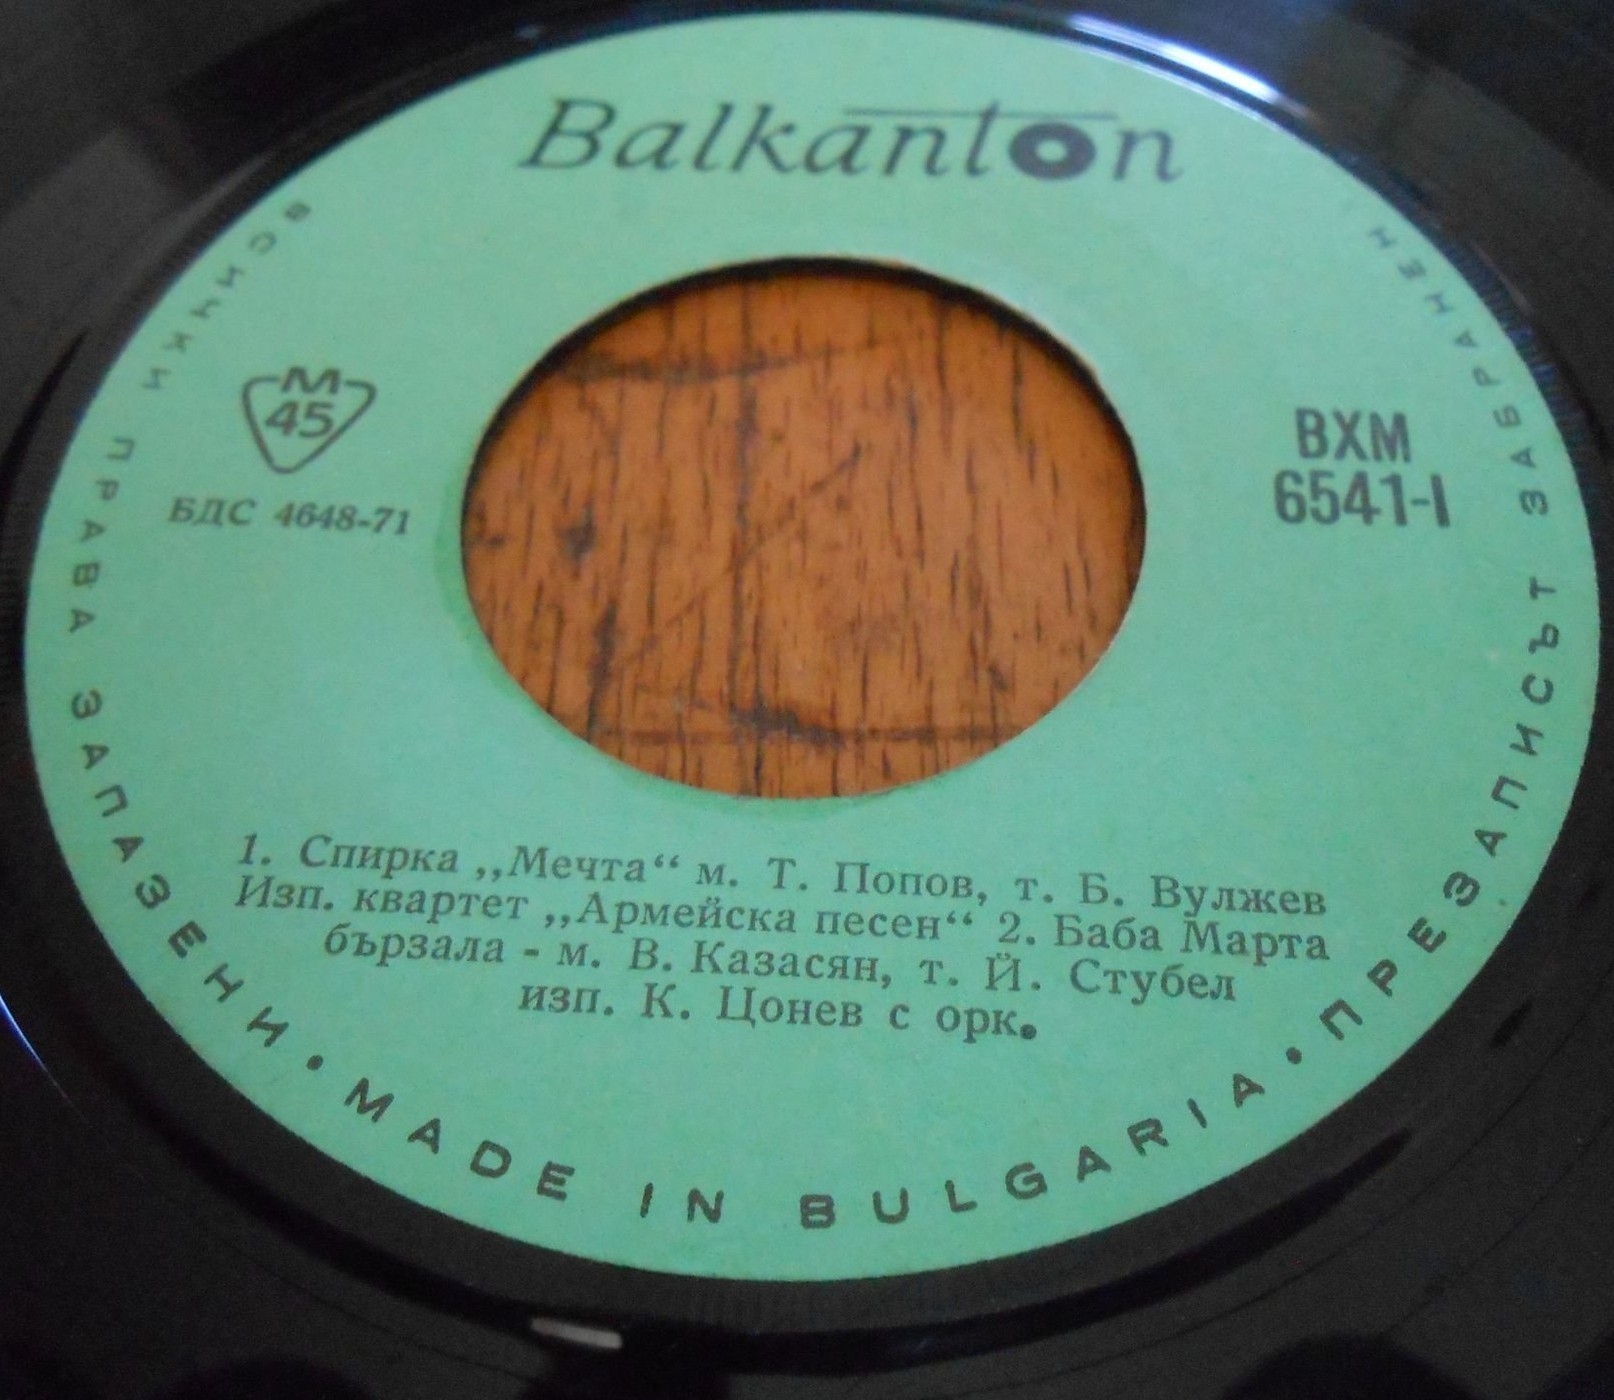 Balkanton
M
45
БДС 4648-71
ВХМ
6541-I
1. Спирка „Мечта“ м. Т. Попов, т. Б. Вулжев
Изп. квартет „Армейска песен“ 2. Баба Марта
бързала - м. В. Казасян, т. Й. Стубел
изп. К. Цонев с орк.
ВСИЧКИ ПРАВА ЗАПАЗЕНИ • MADE IN BULGARIA • ПРЕЗАПИСЪТ ЗАБРАНЕН